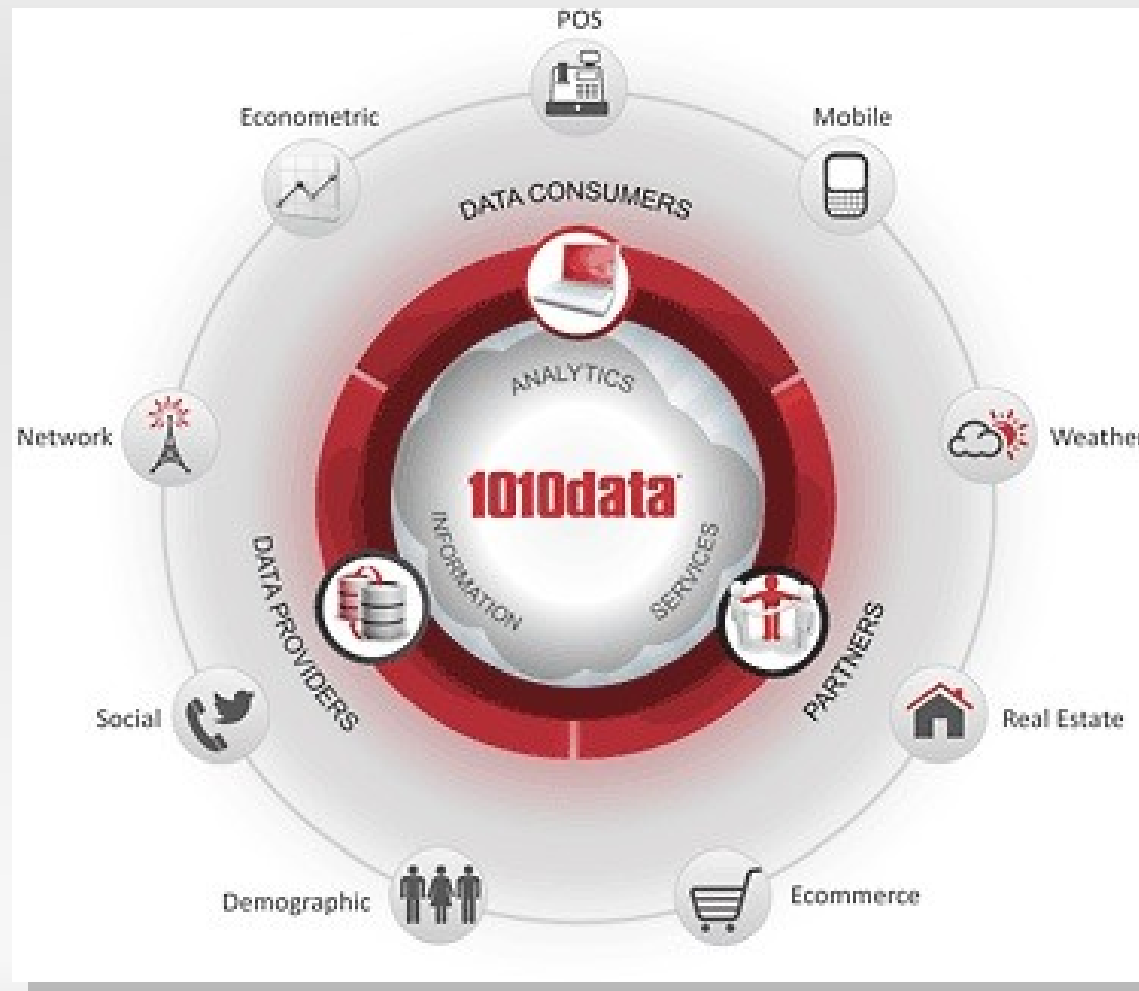 POS
Econometric
Mobile
DATA CONSUMERS
ANALYTICS
Network
Weather
1010data
INFORMATION
SERVICES
DATA PROVIDERS
PARTNERS
Social
Real Estate
Demographic
Ecommerce